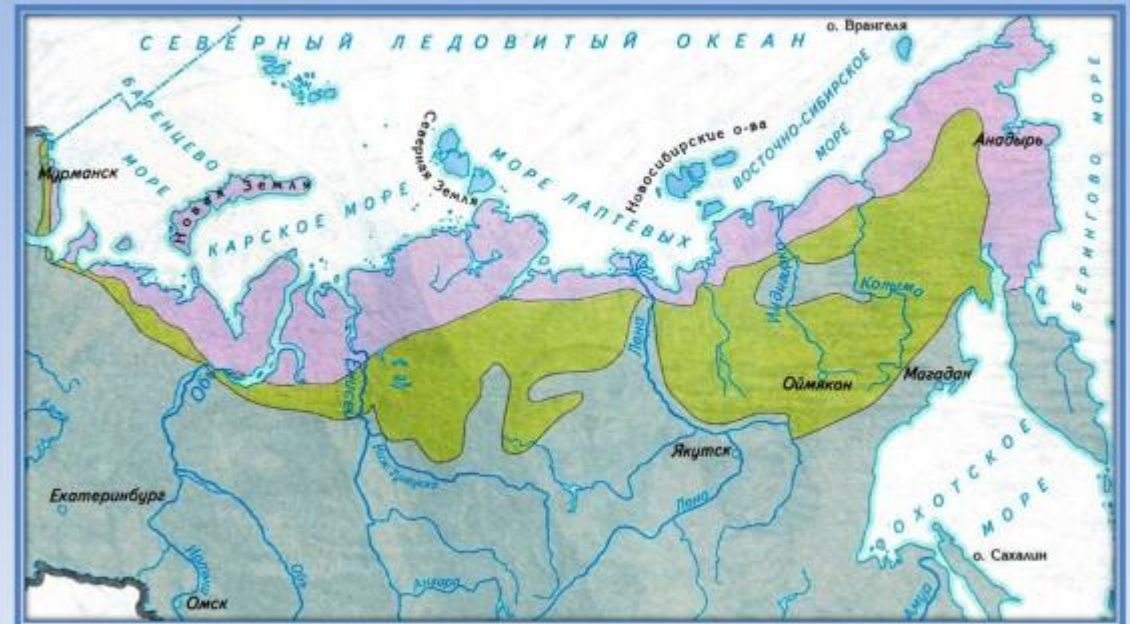 о. Врангеля
СЕВЕРНЫЙ ЛЕДОВИТЫЙ ОКЕАН
БАРЕНЦЕВО
МОРЕ
Мурманск
Новая Земля
КАРСКОЕ МОРЕ
Северная Земля
МОРЕ ЛАПТЕВЫХ
Новосибирские о-ва
ВОСТОЧНО-СИБИРСКОЕ
МОРЕ
Анадырь
БЕРИНГОВО МОРЕ
Обь
Енисей
Лена
Индигирка
Колыма
Оймякон
Магадан
Якутск
Лена
Екатеринбург
Иртыш
Омск
Обь
Ангара
ОХОТСКОЕ
МОРЕ
о. Сахалин
Амур